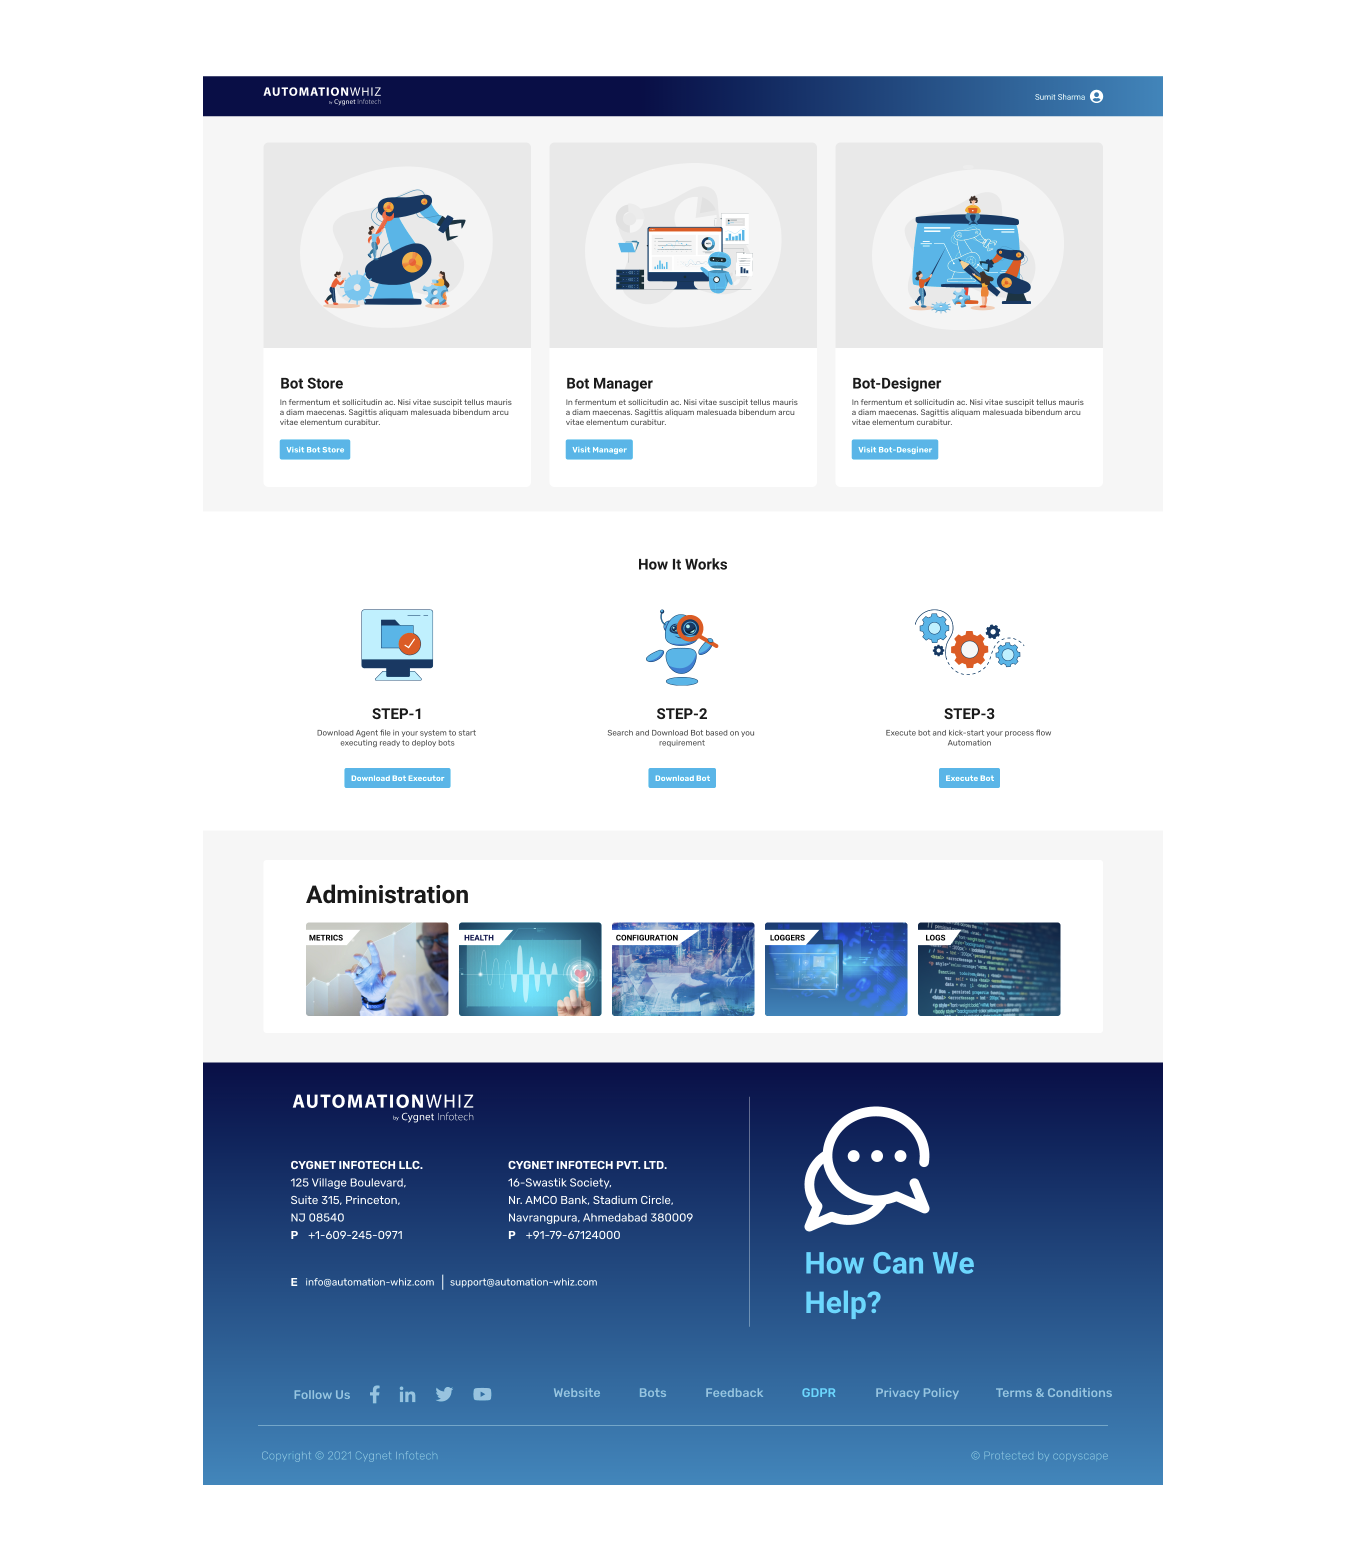 AUTOMATIONWHIZ
by Cygnet Infotech
Sumit Sharma
Bot Store
In fermentum et sollicitudin ac. Nisi vitae suscipit tellus mauris
a diam maecenas. Sagittis aliquam malesuada bibendum arcu
vitae elementum curabitur.
Visit Bot Store
Bot Manager
In fermentum et sollicitudin ac. Nisi vitae suscipit tellus mauris
a diam maecenas. Sagittis aliquam malesuada bibendum arcu
vitae elementum curabitur.
Visit Manager
Bot-Designer
In fermentum et sollicitudin ac. Nisi vitae suscipit tellus mauris
a diam maecenas. Sagittis aliquam malesuada bibendum arcu
vitae elementum curabitur.
Visit Bot-Desginer
How It Works
STEP-1
Download Agent file in your system to start
executing ready to deploy bots
Download Bot Executor
STEP-2
Search and Download Bot based on you
requirement
Download Bot
STEP-3
Execute bot and kick-start your process flow
Automation
Execute Bot
Administration
METRICS
HEALTH
CONFIGURATION
LOGGERS
LOGS
AUTOMATIONWHIZ
by Cygnet Infotech
CYGNET INFOTECH LLC.
125 Village Boulevard,
Suite 315, Princeton,
NJ 08540
P +1-609-245-0971
CYGNET INFOTECH PVT. LTD.
16-Swastik Society,
Nr. AMCO Bank, Stadium Circle,
Navrangpura, Ahmedabad 380009
P +91-79-67124000
E info@automation-whiz.com | support@automation-whiz.com
How Can We
Help?
Follow Us
Website Bots Feedback GDPR Privacy Policy Terms & Conditions
Copyright © 2021 Cygnet Infotech
© Protected by copyscape